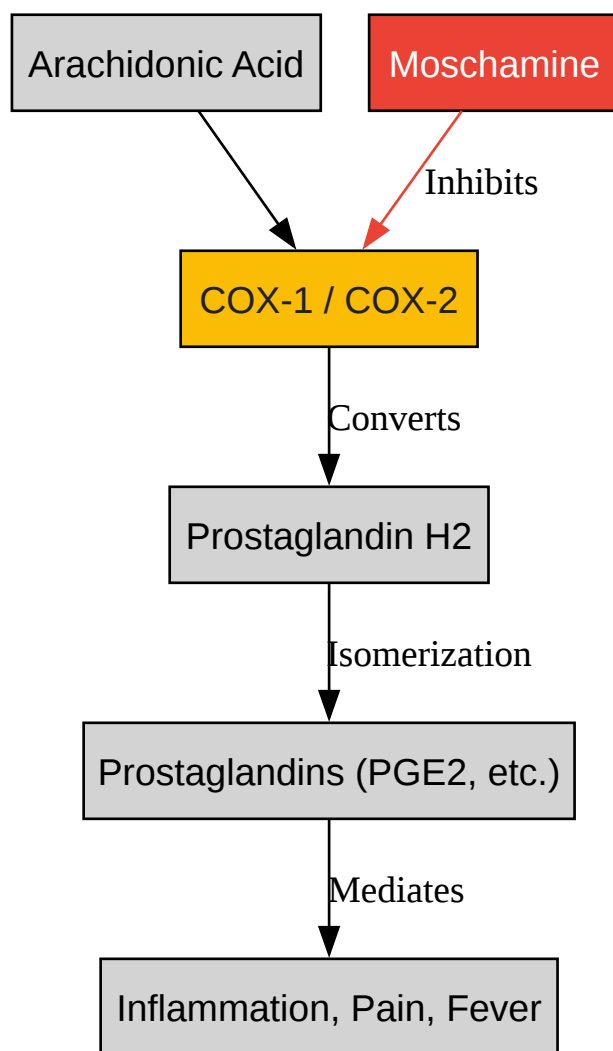 Arachidonic Acid
Moschamine
Inhibits
COX-1 / COX-2
Converts
Prostaglandin H2
Isomerization
Prostaglandins (PGE2, etc.)
Mediates
Inflammation, Pain, Fever